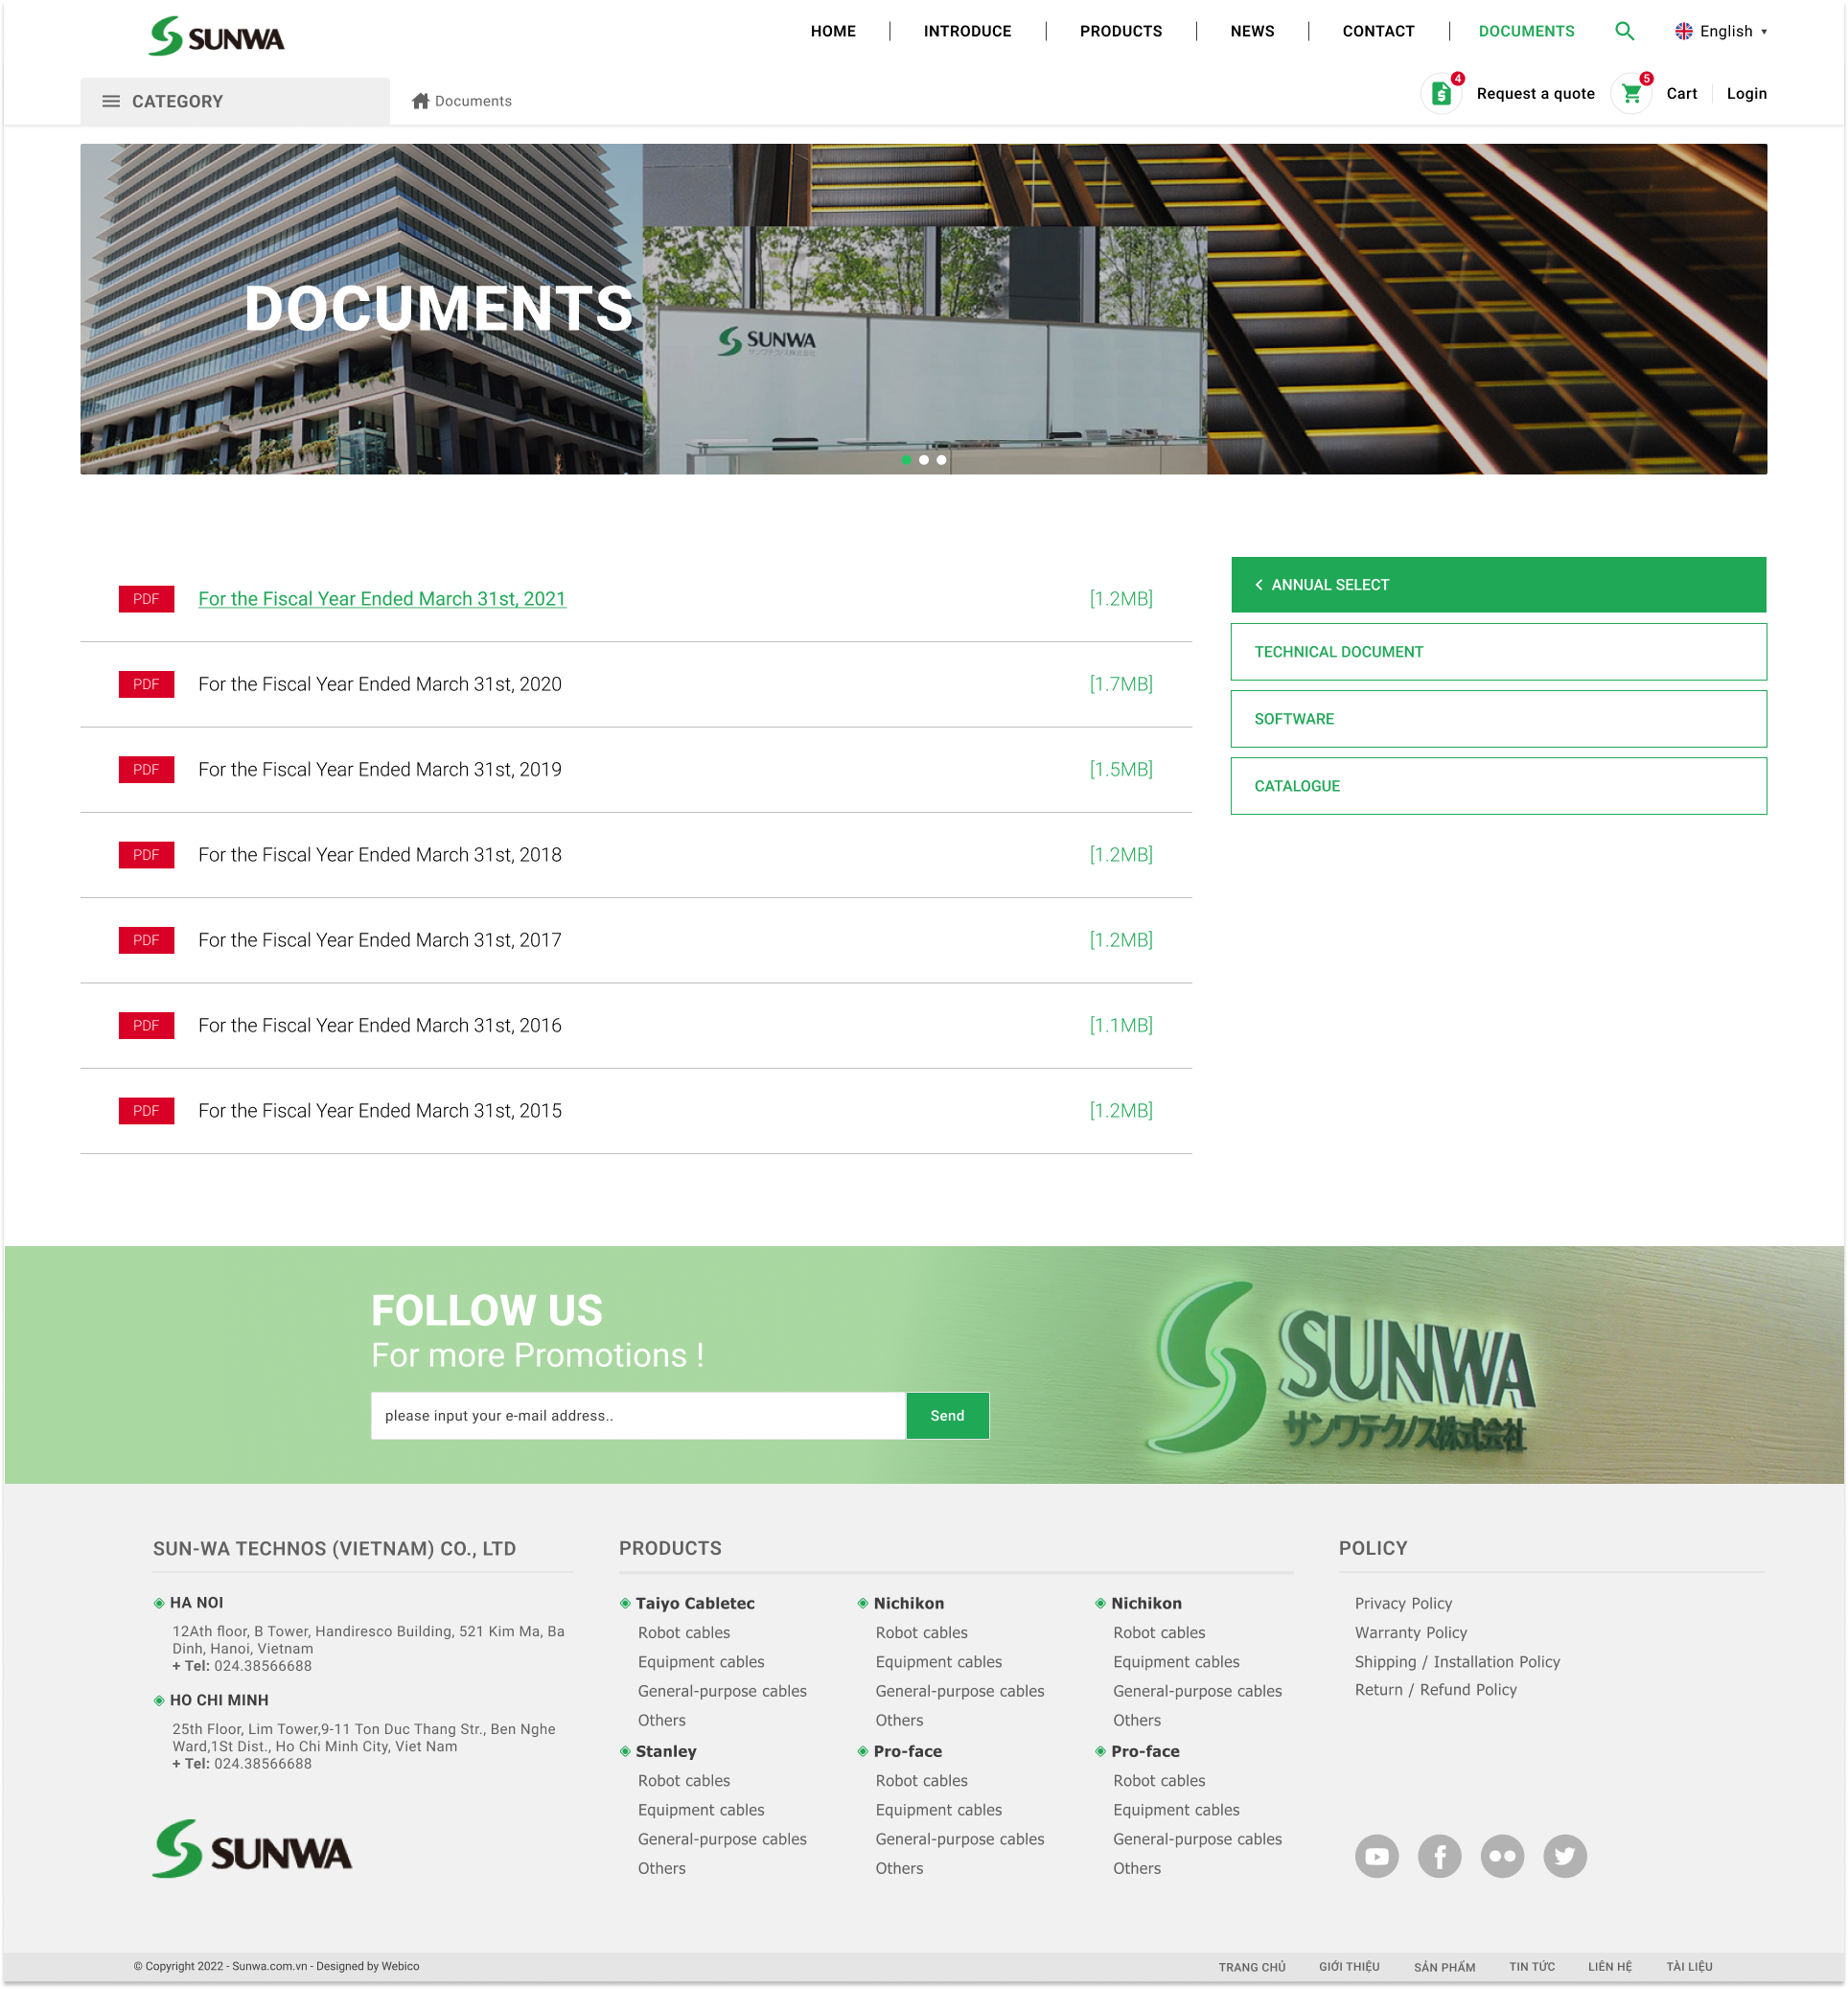 SUNWA
HOME
INTRODUCE
PRODUCTS
NEWS
CONTACT
DOCUMENTS
English
CATEGORY
Documents
4
Request a quote
5
Cart
Login
DOCUMENTS
SUNWA
サンワテクノス株式会社
PDF For the Fiscal Year Ended March 31st, 2021 [1.2MB]
PDF For the Fiscal Year Ended March 31st, 2020 [1.7MB]
PDF For the Fiscal Year Ended March 31st, 2019 [1.5MB]
PDF For the Fiscal Year Ended March 31st, 2018 [1.2MB]
PDF For the Fiscal Year Ended March 31st, 2017 [1.2MB]
PDF For the Fiscal Year Ended March 31st, 2016 [1.1MB]
PDF For the Fiscal Year Ended March 31st, 2015 [1.2MB]
ANNUAL SELECT
TECHNICAL DOCUMENT
SOFTWARE
CATALOGUE
FOLLOW US
For more Promotions !
please input your e-mail address..
Send
SUNWA
サンワテクノス株式会社
SUN-WA TECHNOS (VIETNAM) CO., LTD
HA NOI
12Ath floor, B Tower, Handiresco Building, 521 Kim Ma, Ba
Dinh, Hanoi, Vietnam
+ Tel: 024.38566688
HO CHI MINH
25th Floor, Lim Tower,9-11 Ton Duc Thang Str., Ben Nghe
Ward,1St Dist., Ho Chi Minh City, Viet Nam
+ Tel: 024.38566688
SUNWA
PRODUCTS
Taiyo Cabletec
Robot cables
Equipment cables
General-purpose cables
Others
Nichikon
Robot cables
Equipment cables
General-purpose cables
Others
Nichikon
Robot cables
Equipment cables
General-purpose cables
Others
Stanley
Robot cables
Equipment cables
General-purpose cables
Others
Pro-face
Robot cables
Equipment cables
General-purpose cables
Others
Pro-face
Robot cables
Equipment cables
General-purpose cables
Others
POLICY
Privacy Policy
Warranty Policy
Shipping / Installation Policy
Return / Refund Policy
© Copyright 2022 - Sunwa.com.vn - Designed by Webico
TRANG CHỦ
GIỚI THIỆU
SẢN PHẨM
TIN TỨC
LIÊN HỆ
TÀI LIỆU